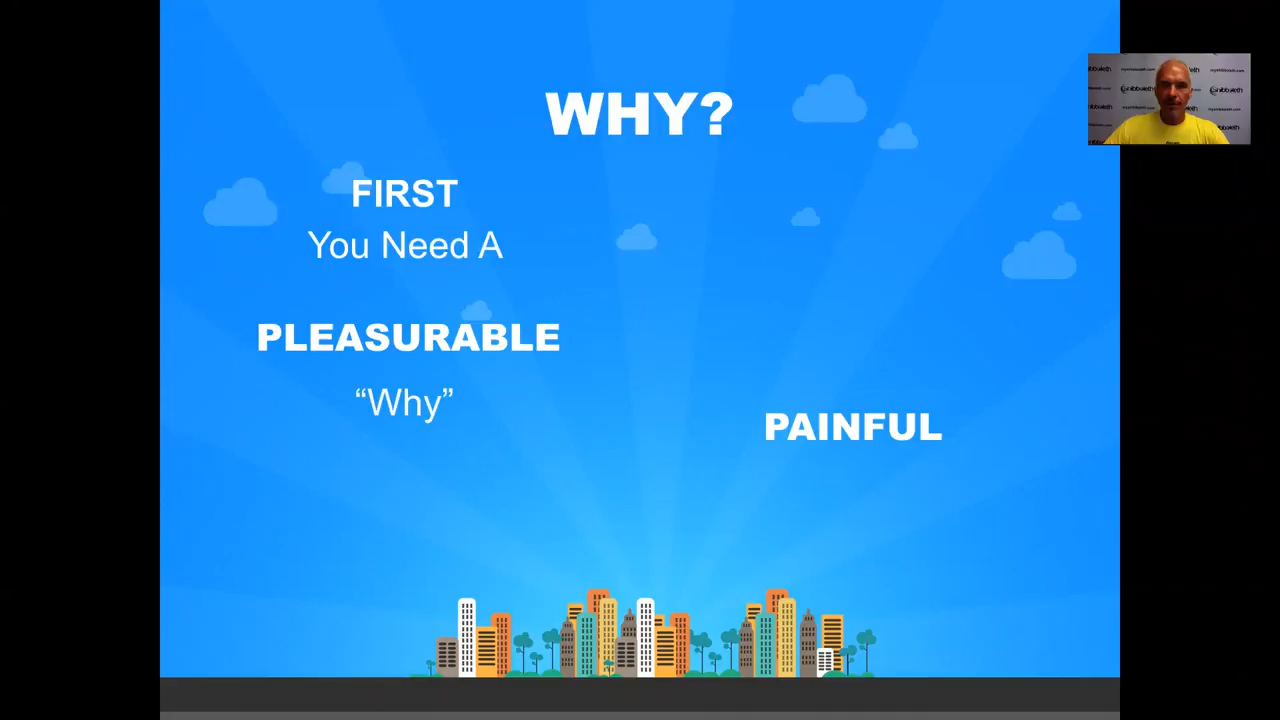 WHY?
FIRST
You Need A
PLEASURABLE
“Why”
PAINFUL